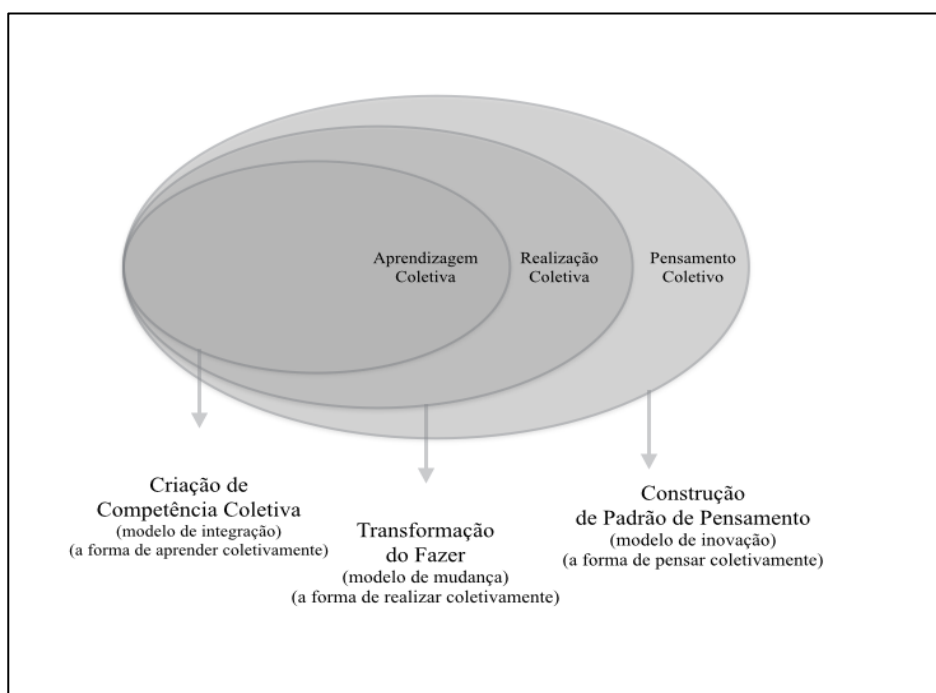 Aprendizagem
Coletiva
Realização
Coletiva
Pensamento
Coletivo
Criação de
Competência Coletiva
(modelo de integração)
(a forma de aprender coletivamente)
Transformação
do Fazer
(modelo de mudança)
(a forma de realizar coletivamente)
Construção
de Padrão de Pensamento
(modelo de inovação)
(a forma de pensar coletivamente)